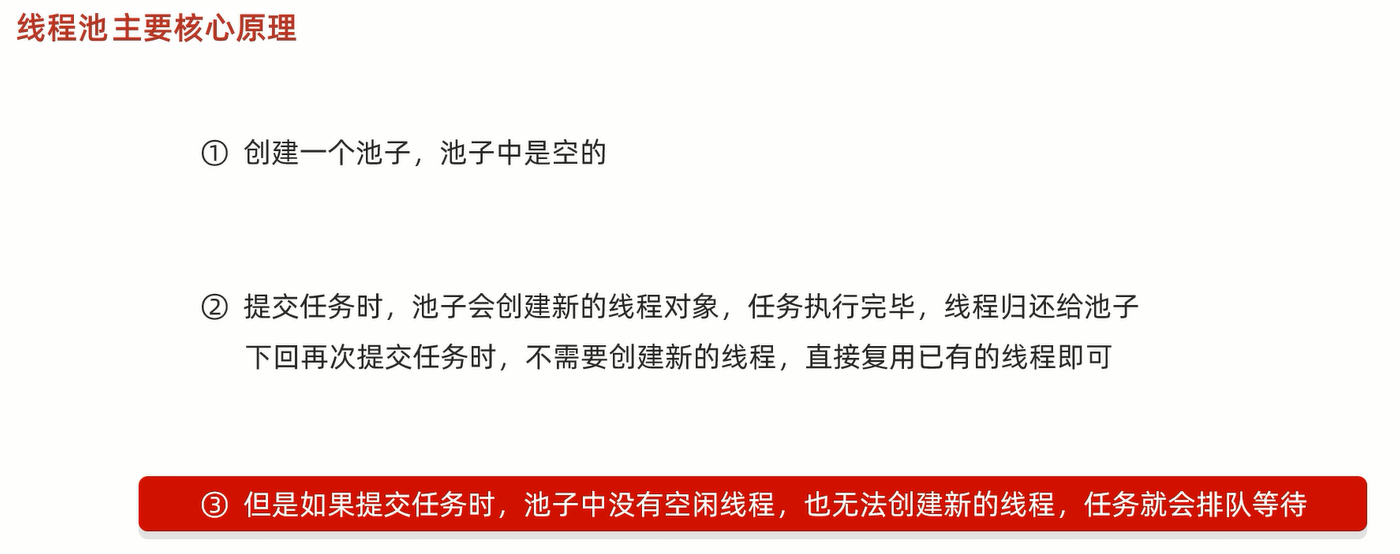 线程池主要核心原理
① 创建一个池子，池子中是空的
② 提交任务时，池子会创建新的线程对象，任务执行完毕，线程归还给池子
下回再次提交任务时，不需要创建新的线程，直接复用已有的线程即可
③ 但是如果提交任务时，池子中没有空闲线程，也无法创建新的线程，任务就会排队等待